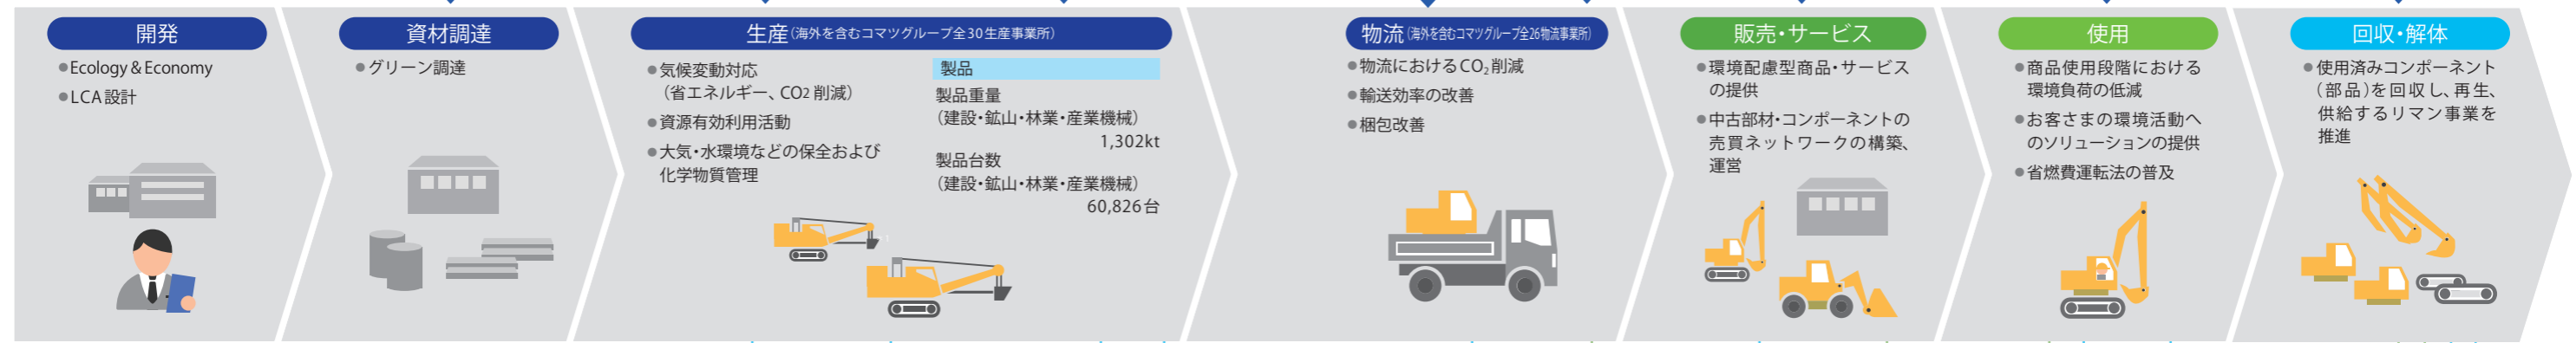 開発
●Ecology & Economy
●LCA設計
資材調達
●グリーン調達
生産(海外を含むコマツグループ全30生産事業所)
●気候変動対応
(省エネルギー、CO2削減)
●資源有効利用活動
●大気・水環境などの保全および
化学物質管理
製品
製品重量
(建設・鉱山・林業・産業機械)
1,302kt
製品台数
(建設・鉱山・林業・産業機械)
60,826台
物流(海外を含むコマツグループ全26物流事業所)
●物流におけるCO₂削減
●輸送効率の改善
●梱包改善
販売・サービス
●環境配慮型商品・サービス
の提供
●中古部材・コンポーネントの
売買ネットワークの構築、
運営
使用
●商品使用段階における
環境負荷の低減
●お客さまの環境活動へ
のソリューションの提供
●省燃費運転法の普及
回収・解体
●使用済みコンポーネント
(部品)を回収し、再生、
供給するリマン事業を
推進